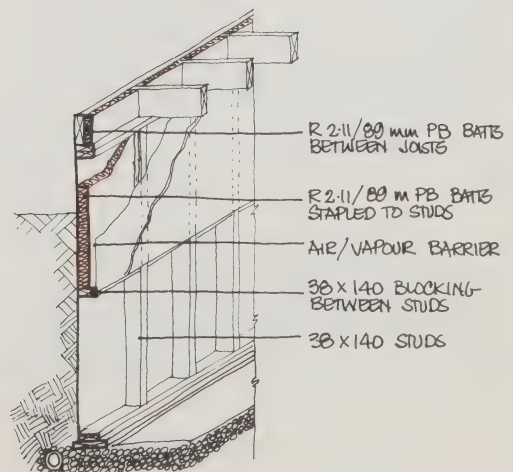 R 2·11/89 mm PB BATTS
BETWEEN JOISTS
R 2·11/89 m PB BATTS
STAPLED TO STUDS
AIR/VAPOUR BARRIER
38 × 140 BLOCKING
BETWEEN STUDS
38 × 140 STUDS